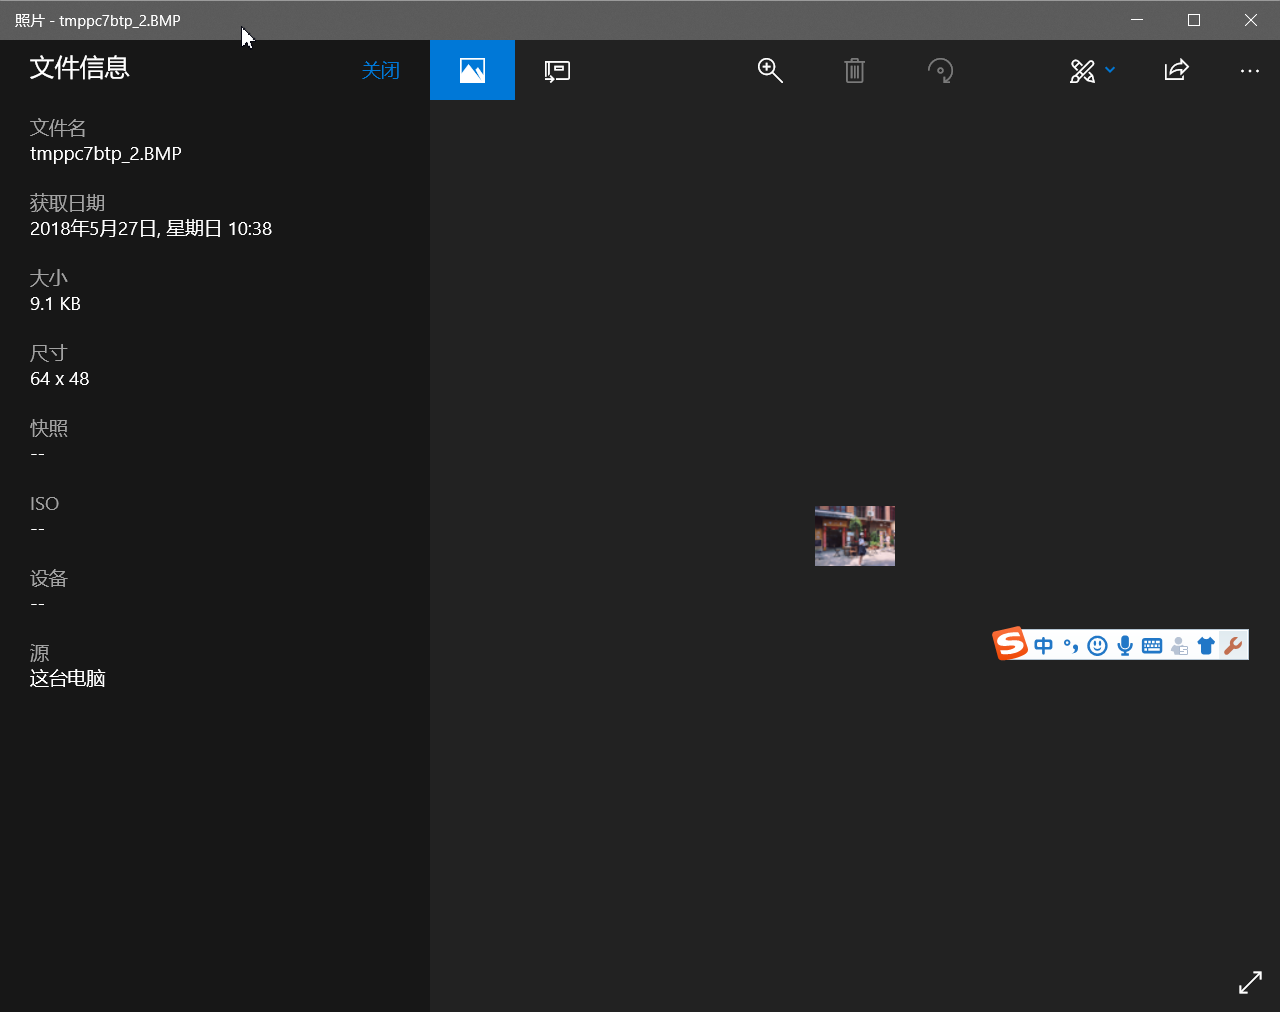 照片 - tmppc7btp_2.BMP
文件信息
关闭
文件名
tmppc7btp_2.BMP
获取日期
2018年5月27日, 星期日 10:38
大小
9.1 KB
尺寸
64 x 48
快照
--
ISO
--
设备
--
源
这台电脑
S 中